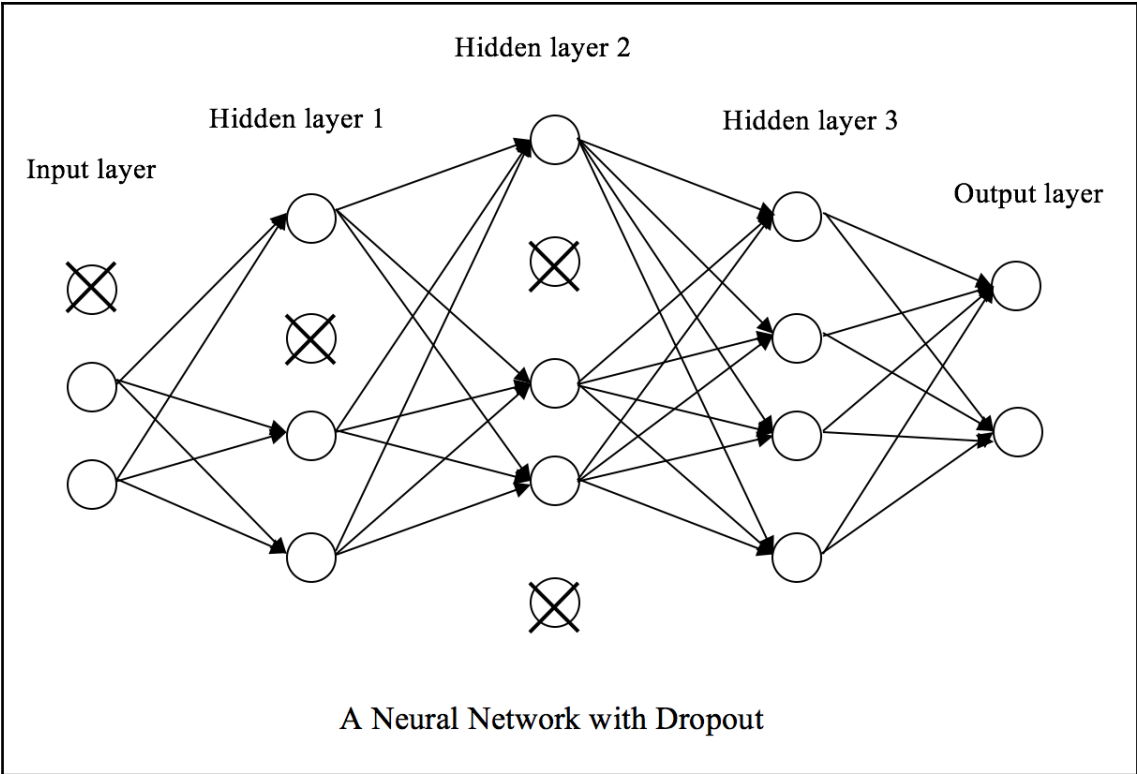 Hidden layer 2
Hidden layer 1
Hidden layer 3
Input layer
Output layer
A Neural Network with Dropout